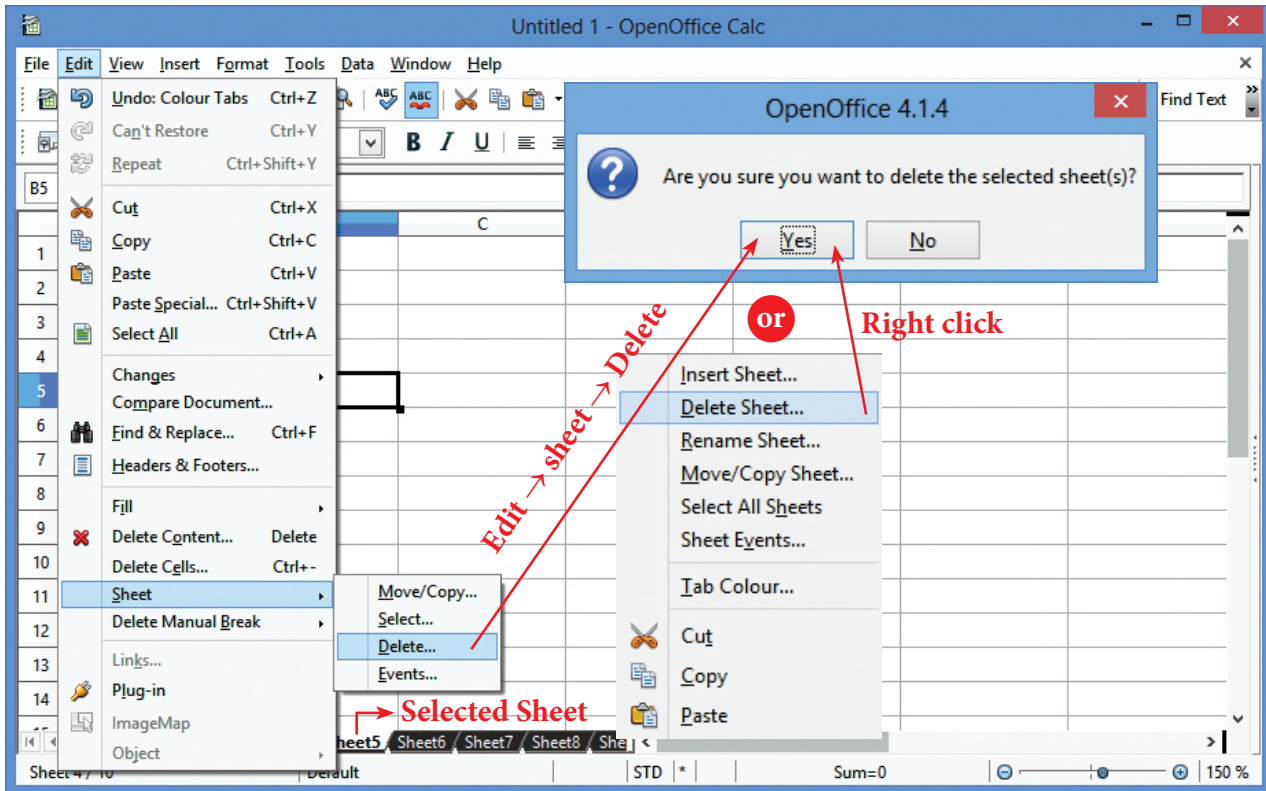 Untitled 1 - OpenOffice Calc
File Edit View Insert Format Tools Data Window Help
Undo: Colour Tabs Ctrl+Z
Can't Restore Ctrl+Y
Repeat Ctrl+Shift+Y
Cut Ctrl+X
Copy Ctrl+C
Paste Ctrl+V
Paste Special... Ctrl+Shift+V
Select All Ctrl+A
Changes
Compare Document...
Find & Replace... Ctrl+F
Headers & Footers...
Fill
Delete Content... Delete
Delete Cells... Ctrl+-
Sheet
Delete Manual Break
Links...
Plug-in
ImageMap
Object
Move/Copy...
Select...
Delete...
Events...
ABC
ABC
Find Text
B I U
B5
C
1
2
3
4
5
6
7
8
9
10
11
12
13
14
OpenOffice 4.1.4
Are you sure you want to delete the selected sheet(s)?
Yes No
or
Right click
Edit → sheet → Delete
Insert Sheet...
Delete Sheet...
Rename Sheet...
Move/Copy Sheet...
Select All Sheets
Sheet Events...
Tab Colour...
Cut
Copy
Paste
Selected Sheet
heet5 Sheet6 Sheet7 Sheet8 She
Sheet 4 / 10 Default STD * Sum=0 150 %